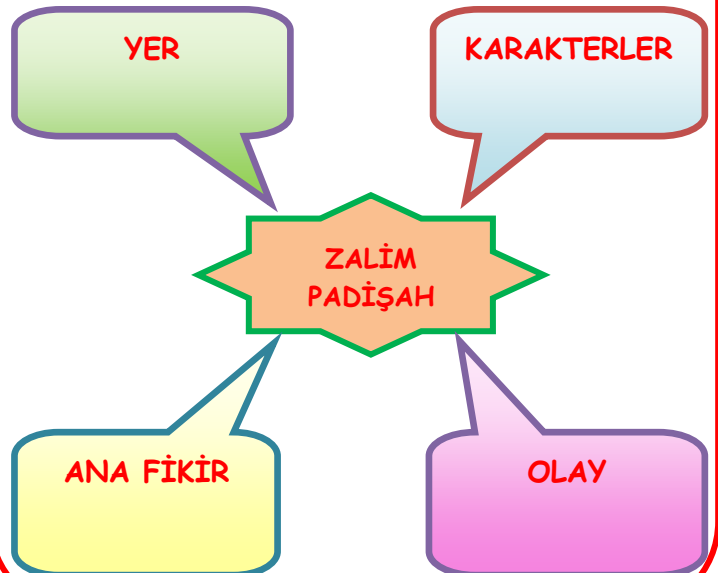 YER
KARAKTERLER
ZALİM
PADİŞAH
ANA FİKİR
OLAY